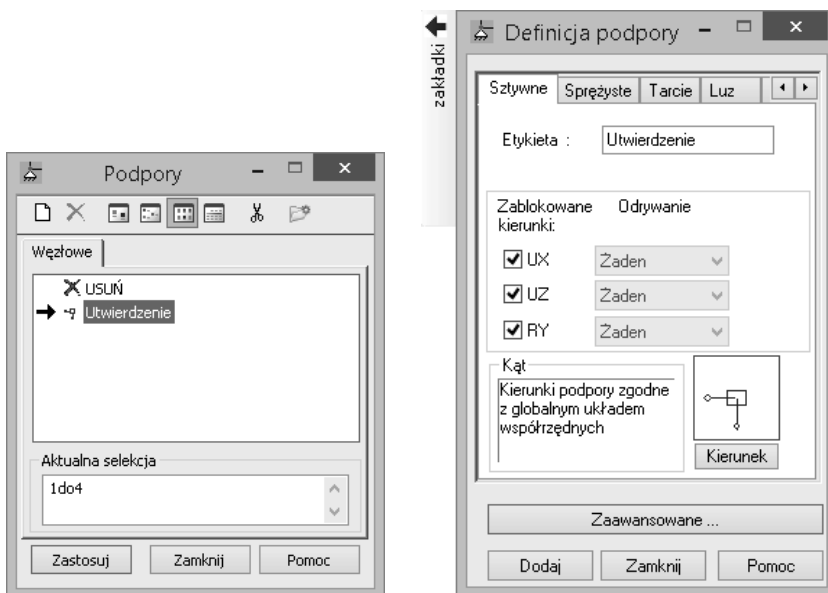 Podpory
Węzłowe
USUŃ
Utwierdzenie
Aktualna selekcja
1do4
Zastosuj
Zamknij
Pomoc
zakładki
Definicja podpory
Sztywne
Sprężyste
Tarcie
Luz
Etykieta :
Utwierdzenie
Zablokowane kierunki:
Odrywanie
UX
Żaden
UZ
Żaden
RY
Żaden
Kąt
Kierunki podpory zgodne
z globalnym układem
współrzędnych
Kierunek
Zaawansowane ...
Dodaj
Zamknij
Pomoc